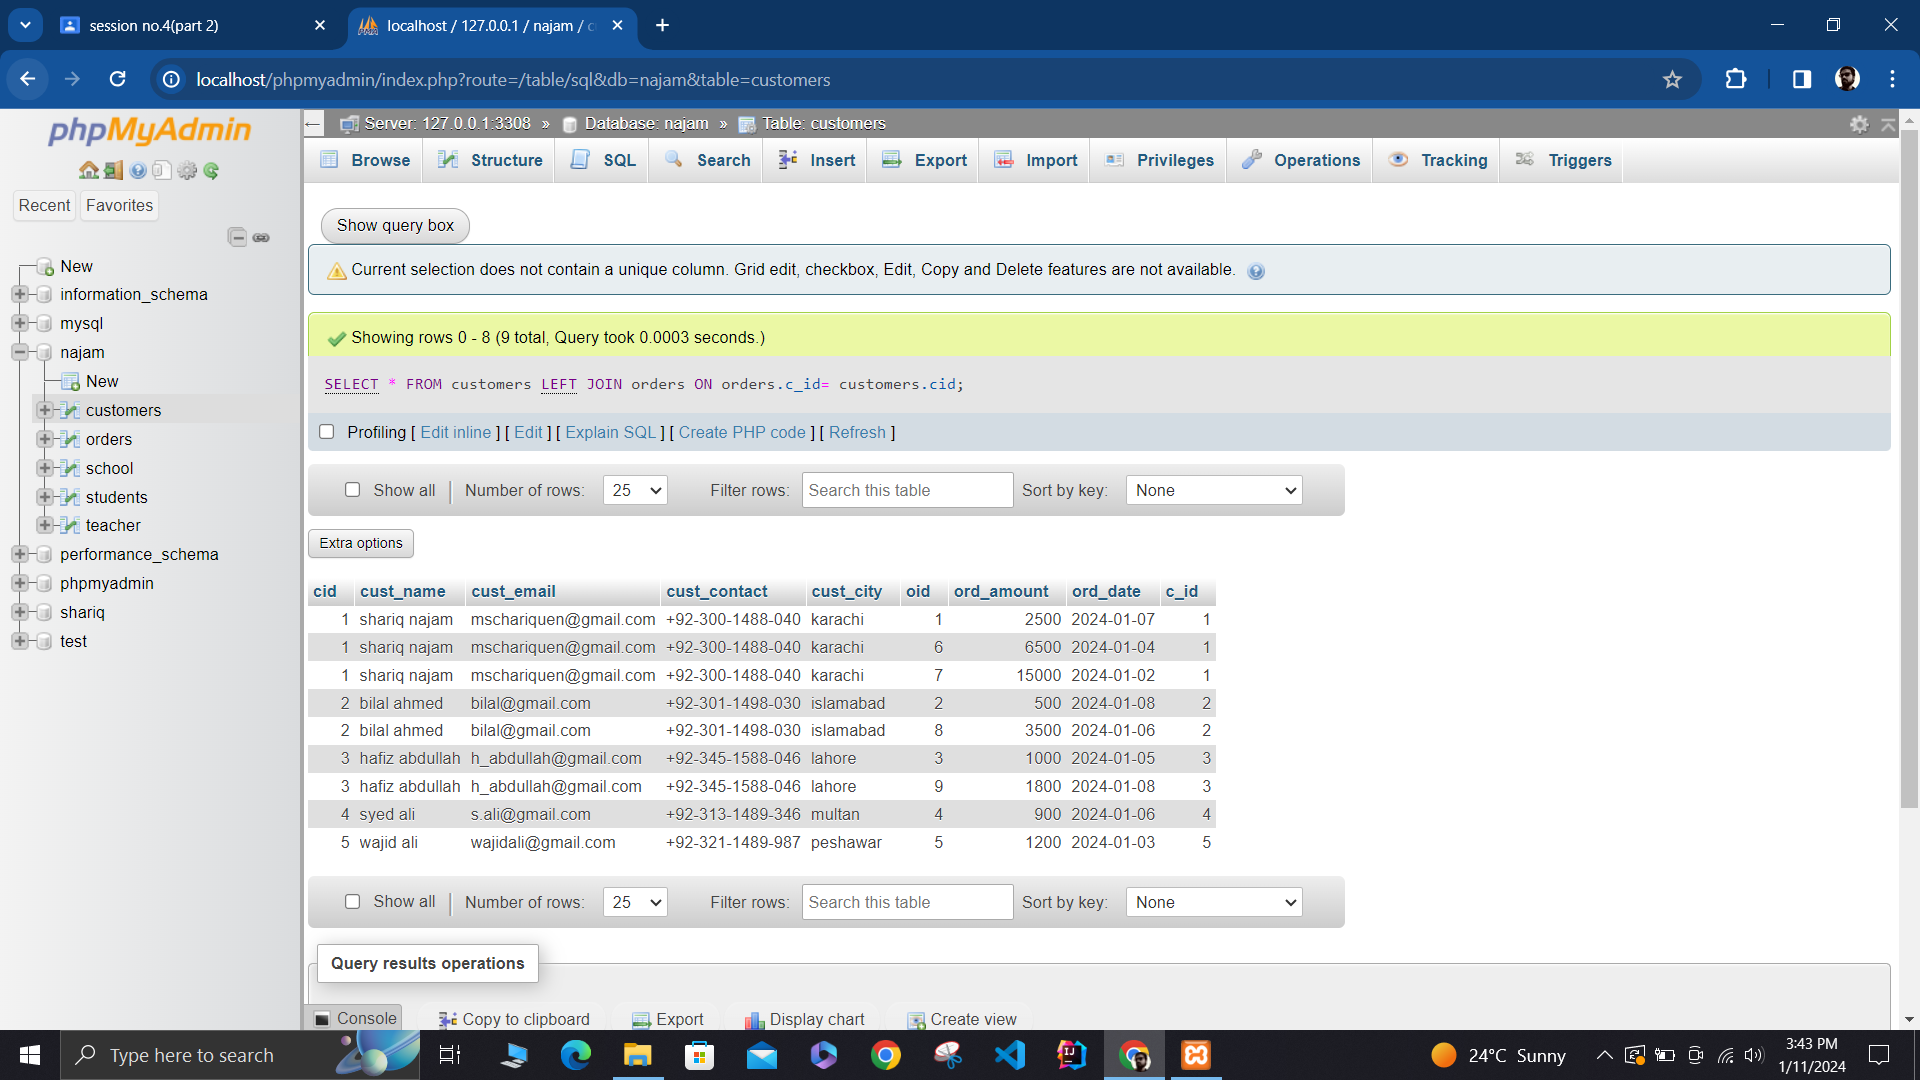 session no.4(part 2)
localhost / 127.0.0.1 / najam / c
localhost/phpmyadmin/index.php?route=/table/sql&db=najam&table=customers
phpMyAdmin
Recent Favorites
New
information_schema
mysql
najam
New
customers
orders
school
students
teacher
performance_schema
phpmyadmin
shariq
test
Server: 127.0.0.1:3308 » Database: najam » Table: customers
Browse Structure SQL Search Insert Export Import Privileges Operations Tracking Triggers
Show query box
Current selection does not contain a unique column. Grid edit, checkbox, Edit, Copy and Delete features are not available.
Showing rows 0 - 8 (9 total, Query took 0.0003 seconds.)
SELECT * FROM customers LEFT JOIN orders ON orders.c_id= customers.cid;
Profiling [ Edit inline ] [ Edit ] [ Explain SQL ] [ Create PHP code ] [ Refresh ]
Show all | Number of rows: 25 Filter rows: Search this table Sort by key: None
Extra options
cid cust_name cust_email cust_contact cust_city oid ord_amount ord_date c_id
1 shariq najam mschariquen@gmail.com +92-300-1488-040 karachi 1 2500 2024-01-07 1
1 shariq najam mschariquen@gmail.com +92-300-1488-040 karachi 6 6500 2024-01-04 1
1 shariq najam mschariquen@gmail.com +92-300-1488-040 karachi 7 15000 2024-01-02 1
2 bilal ahmed bilal@gmail.com +92-301-1498-030 islamabad 2 500 2024-01-08 2
2 bilal ahmed bilal@gmail.com +92-301-1498-030 islamabad 8 3500 2024-01-06 2
3 hafiz abdullah h_abdullah@gmail.com +92-345-1588-046 lahore 3 1000 2024-01-05 3
3 hafiz abdullah h_abdullah@gmail.com +92-345-1588-046 lahore 9 1800 2024-01-08 3
4 syed ali s.ali@gmail.com +92-313-1489-346 multan 4 900 2024-01-06 4
5 wajid ali wajidali@gmail.com +92-321-1489-987 peshawar 5 1200 2024-01-03 5
Show all | Number of rows: 25 Filter rows: Search this table Sort by key: None
Query results operations
Console Copy to clipboard Export Display chart Create view
Type here to search
24°C Sunny
3:43 PM
1/11/2024